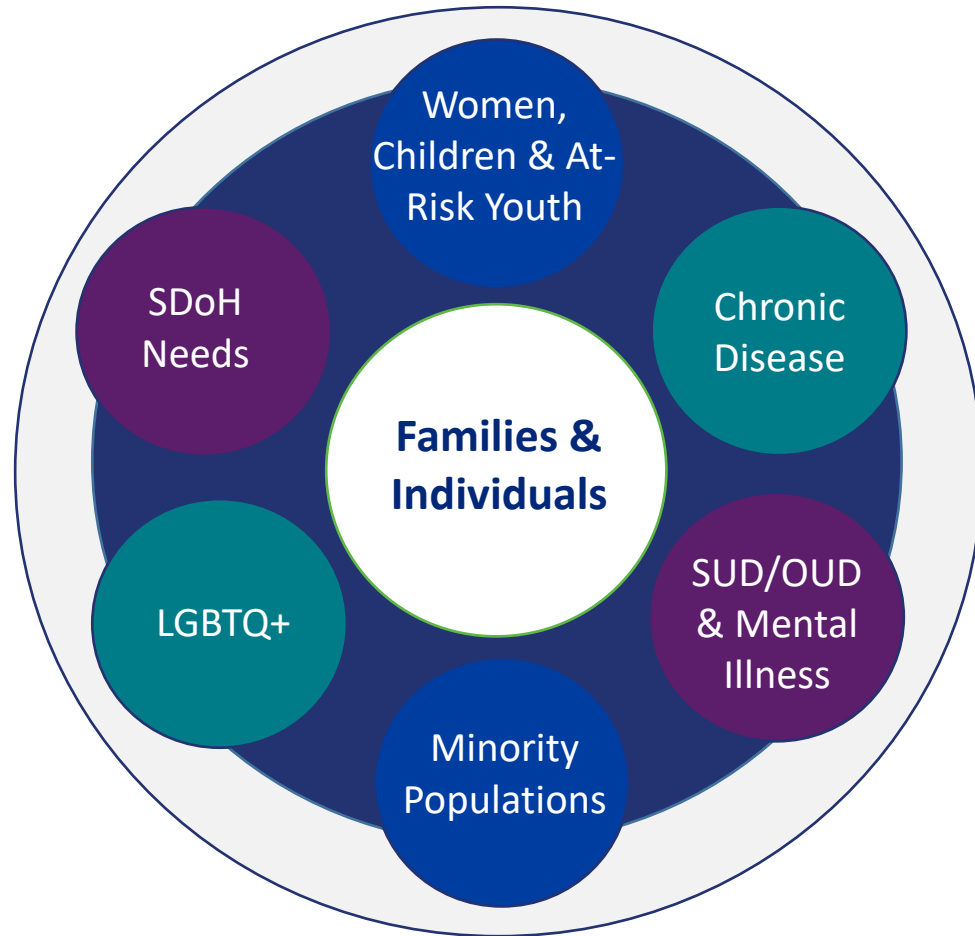 Women,
Children & At-
Risk Youth
SDoH
Needs
Chronic
Disease
Families &
Individuals
LGBTQ+
SUD/OUD
& Mental
Illness
Minority
Populations